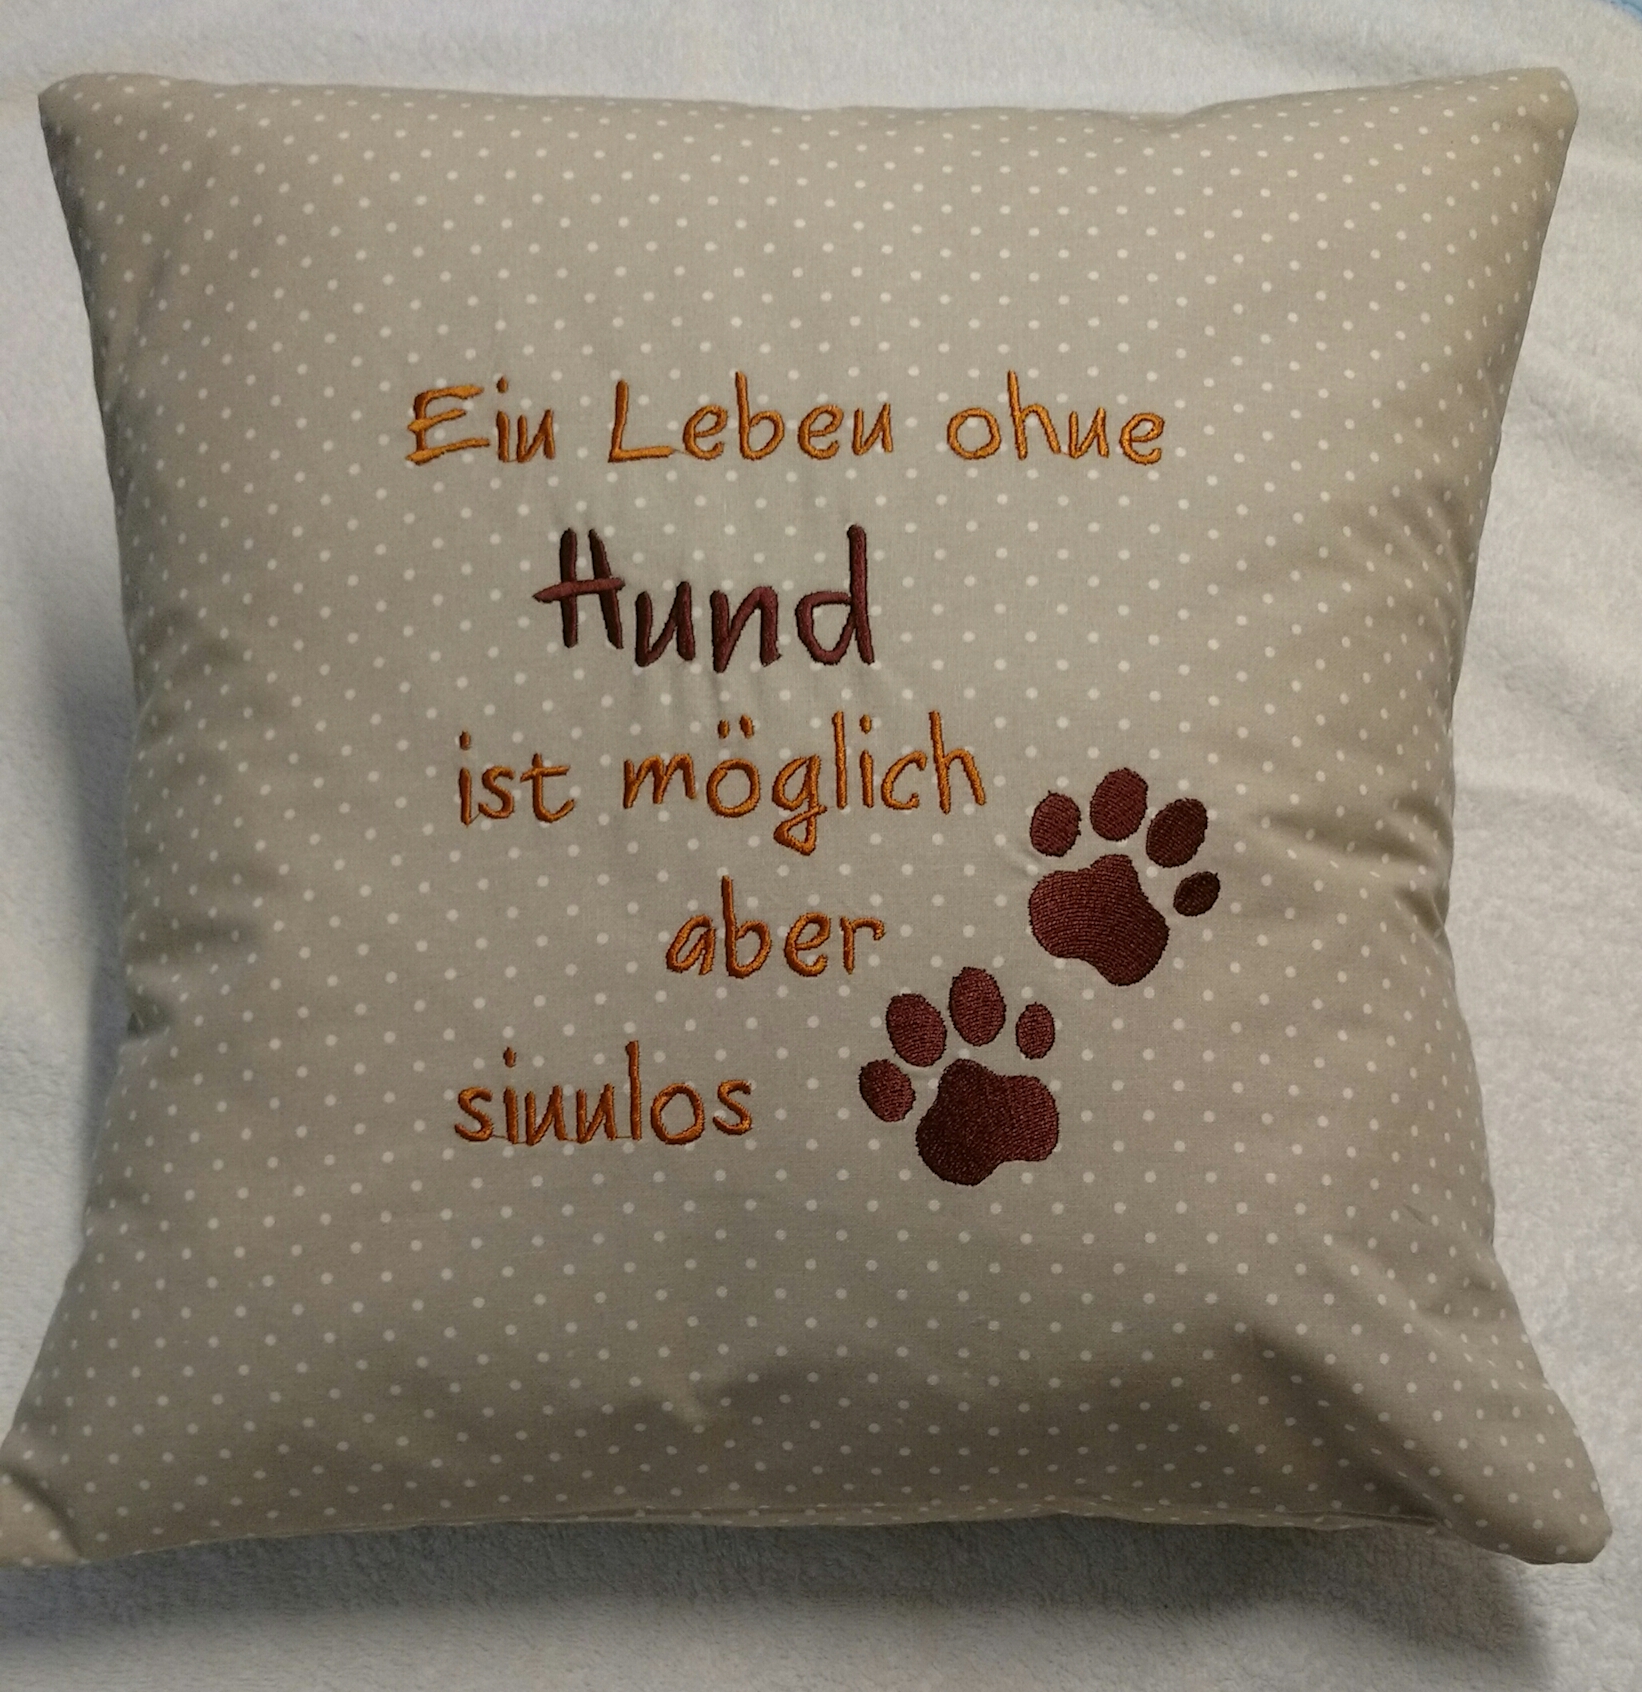 Ein Leben ohne
Hund
ist möglich
aber
sinnlos